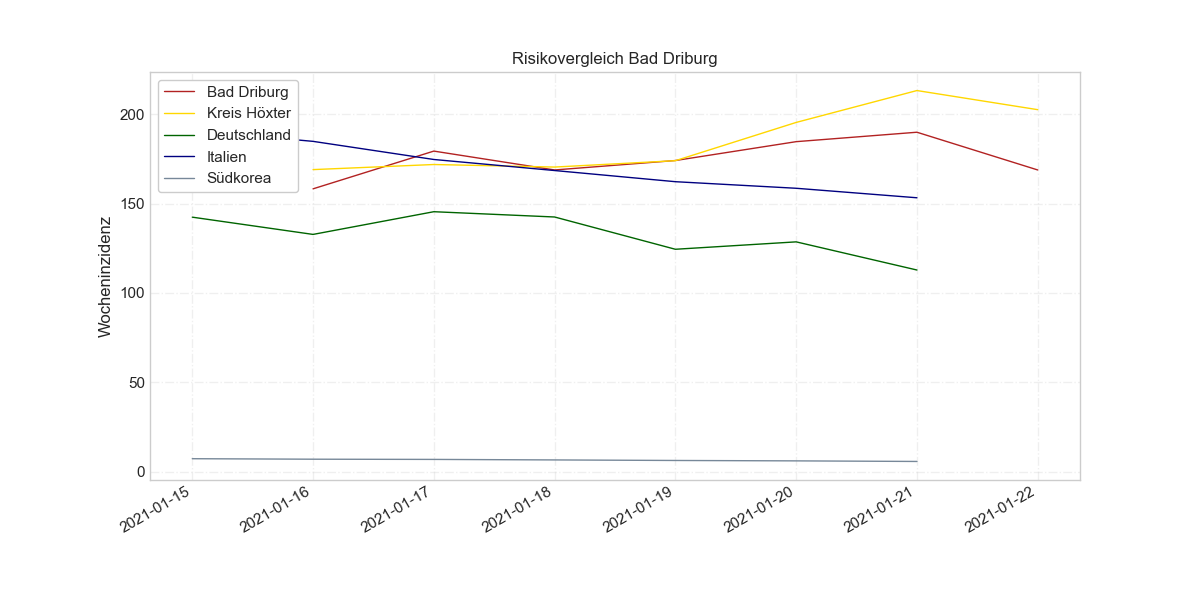 Risikovergleich Bad Driburg
Bad Driburg
Kreis Höxter
Deutschland
Italien
Südkorea
Wocheninzidenz
200
150
100
50
0
2021-01-15
2021-01-16
2021-01-17
2021-01-18
2021-01-19
2021-01-20
2021-01-21
2021-01-22